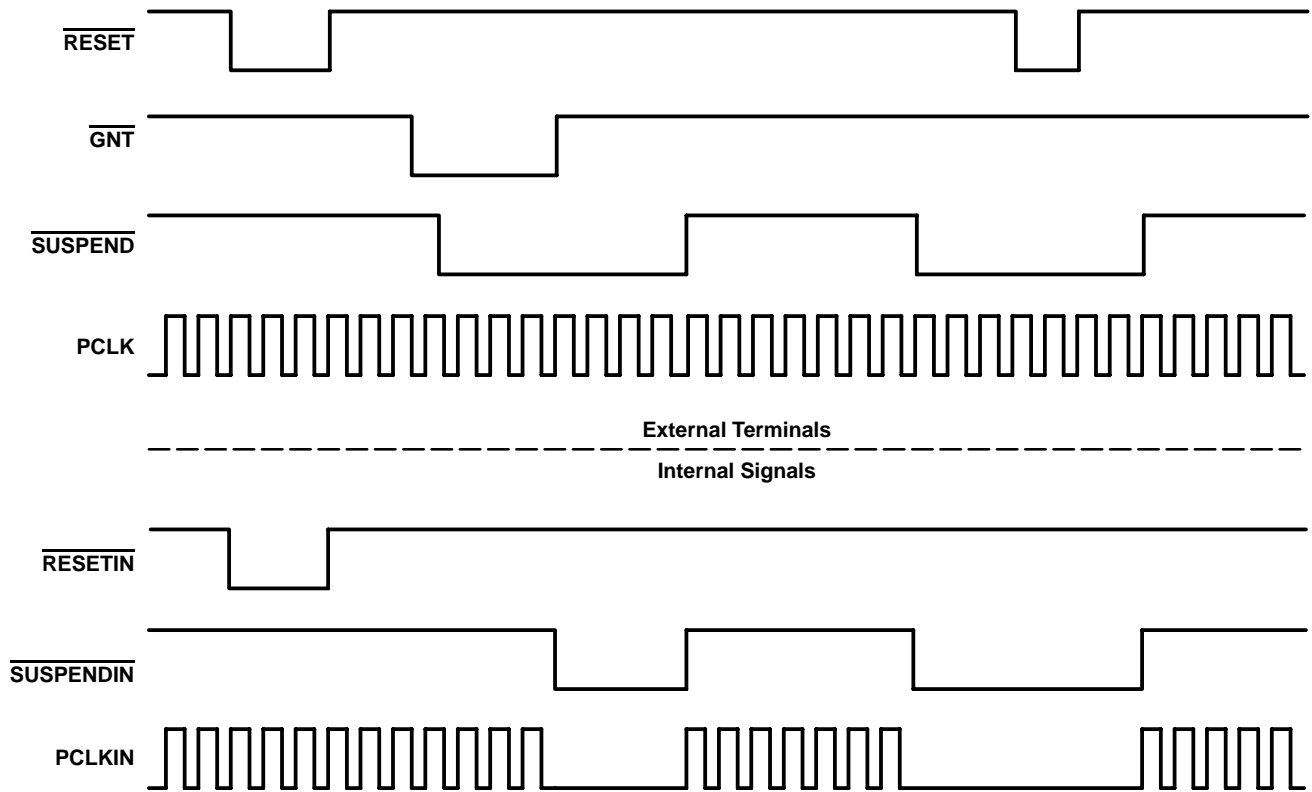 RESET
GNT
SUSPEND
PCLK
External Terminals
Internal Signals
RESETIN
SUSPENDIN
PCLKIN